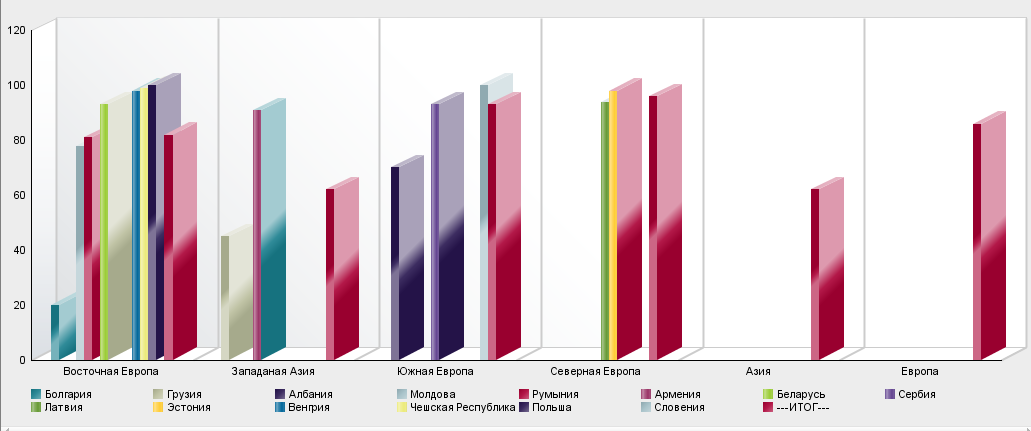 120
100
80
60
40
20
0
Восточная Европа Западаная Азия Южная Европа Северная Европа Азия Европа
Болгария Грузия Албания Молдова Румыния Армения Беларусь Сербия
Латвия Эстония Венгрия Чешская Республика Польша Словения ---ИТОГ---